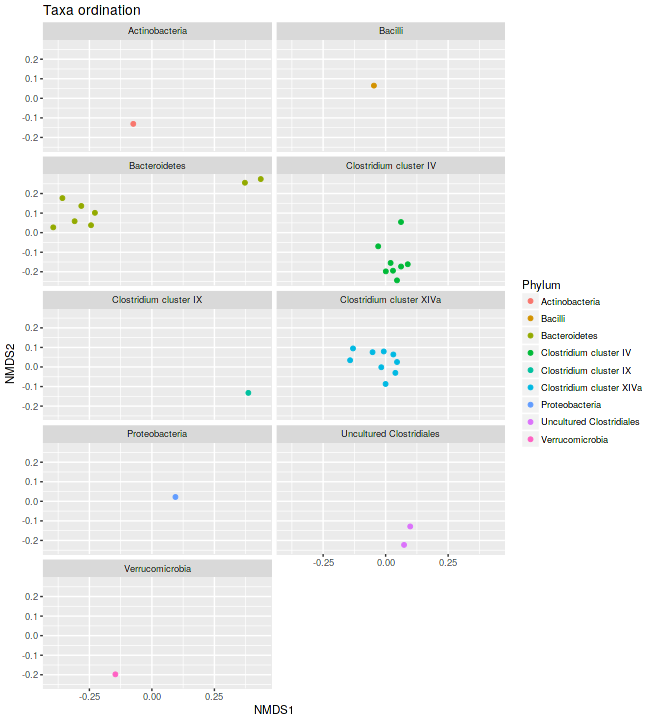 Taxa ordination
Actinobacteria
Bacilli
0.2
0.1
0.0
-0.1
-0.2
Bacteroidetes
Clostridium cluster IV
0.2
0.1
0.0
-0.1
-0.2
Clostridium cluster IX
Clostridium cluster XIVa
0.2
0.1
0.0
-0.1
-0.2
Proteobacteria
Uncultured Clostridiales
0.2
0.1
0.0
-0.1
-0.2
-0.25 0.00 0.25
Verrucomicrobia
0.2
0.1
0.0
-0.1
-0.2
-0.25 0.00 0.25
NMDS1
NMDS2
Phylum
Actinobacteria
Bacilli
Bacteroidetes
Clostridium cluster IV
Clostridium cluster IX
Clostridium cluster XIVa
Proteobacteria
Uncultured Clostridiales
Verrucomicrobia